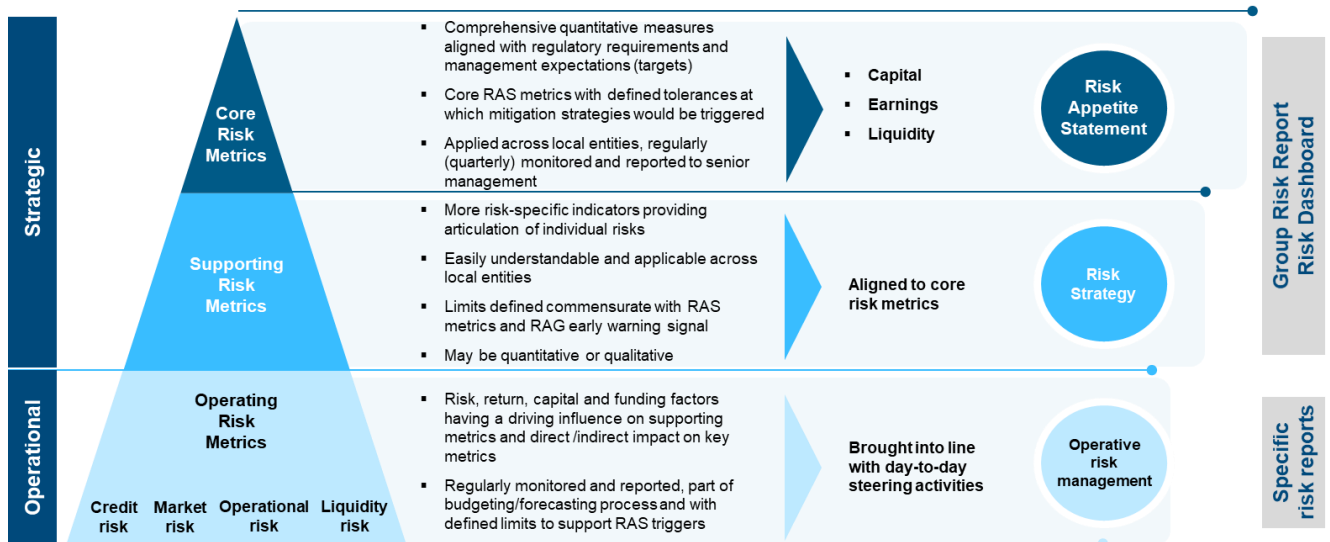 Strategic
Core
Risk
Metrics
▪ Comprehensive quantitative measures
aligned with regulatory requirements and
management expectations (targets)
▪ Core RAS metrics with defined tolerances at
which mitigation strategies would be triggered
▪ Applied across local entities, regularly
(quarterly) monitored and reported to senior
management
▪ Capital
▪ Earnings
▪ Liquidity
Risk
Appetite
Statement
Group Risk Report
Risk Dashboard
Supporting
Risk
Metrics
▪ More risk-specific indicators providing
articulation of individual risks
▪ Easily understandable and applicable across
local entities
▪ Limits defined commensurate with RAS
metrics and RAG early warning signal
▪ May be quantitative or qualitative
Aligned to core
risk metrics
Risk
Strategy
Operational
Operating
Risk
Metrics
Credit
risk
Market
risk
Operational
risk
Liquidity
risk
▪ Risk, return, capital and funding factors
having a driving influence on supporting
metrics and direct /indirect impact on key
metrics
▪ Regularly monitored and reported, part of
budgeting/forecasting process and with
defined limits to support RAS triggers
Brought into line
with day-to-day
steering activities
Operative
risk
management
Specific
risk reports